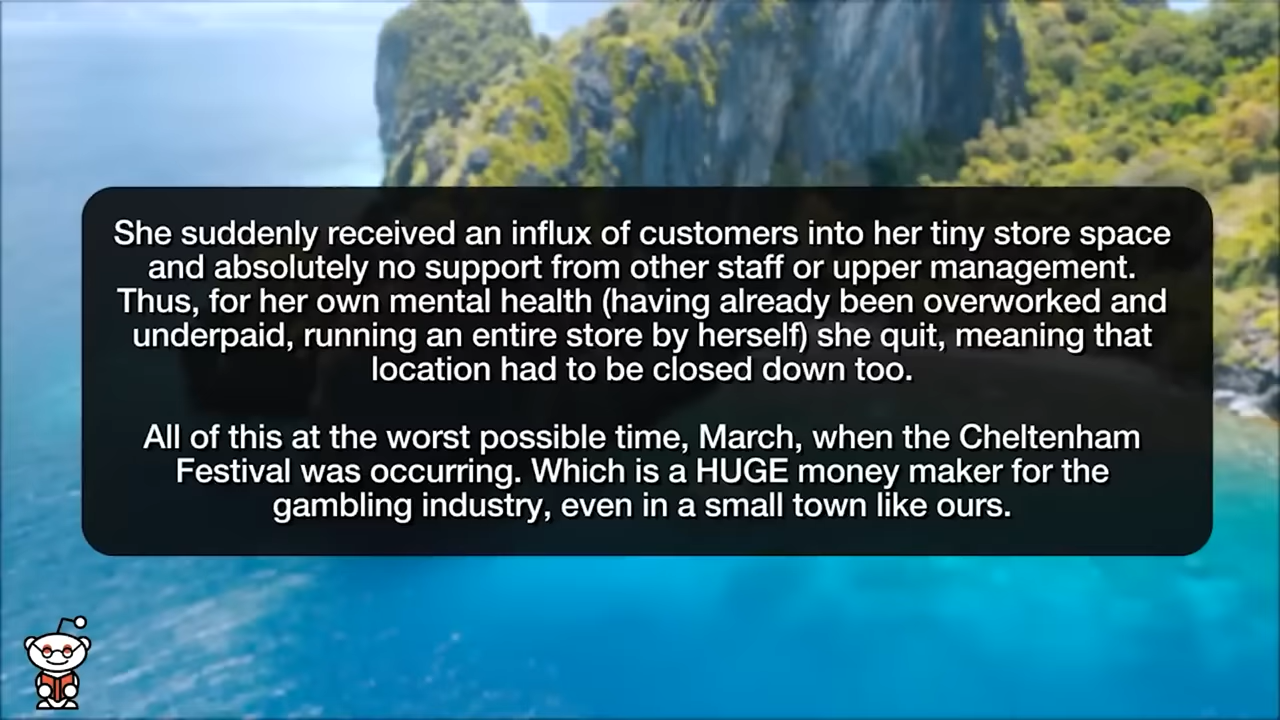 She suddenly received an influx of customers into her tiny store space
and absolutely no support from other staff or upper management.
Thus, for her own mental health (having already been overworked and
underpaid, running an entire store by herself) she quit, meaning that
location had to be closed down too.
All of this at the worst possible time, March, when the Cheltenham
Festival was occurring. Which is a HUGE money maker for the
gambling industry, even in a small town like ours.